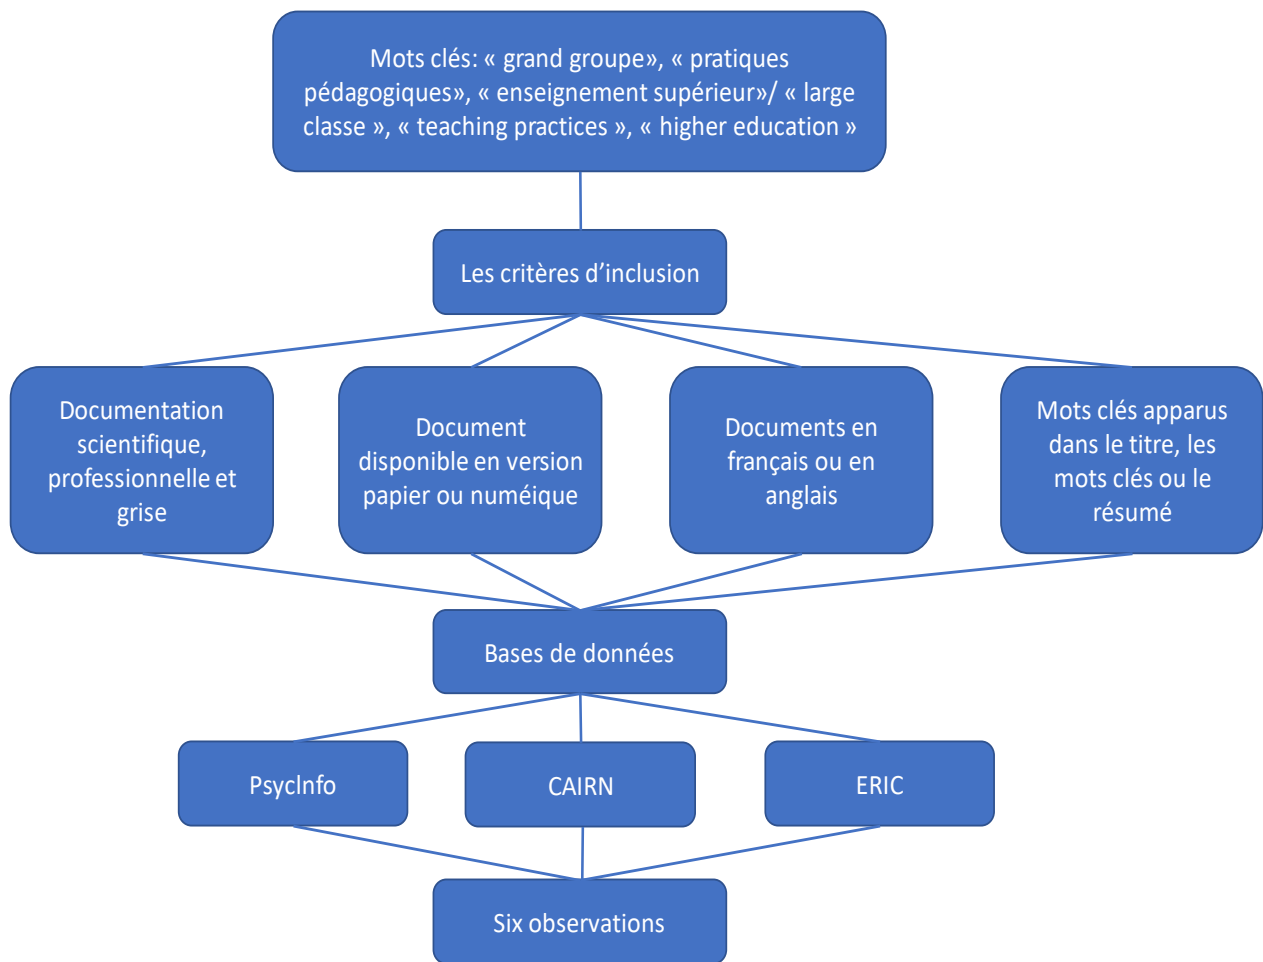 Mots clés: « grand groupe», « pratiques
pédagogiques», « enseignement supérieur»/ « large
classe », « teaching practices », « higher education »
Les critères d’inclusion
Documentation
scientifique,
professionnelle et
grise
Document
disponible en version
papier ou numéique
Documents en
français ou en
anglais
Mots clés apparus
dans le titre, les
mots clés ou le
résumé
Bases de données
PsycInfo
CAIRN
ERIC
Six observations